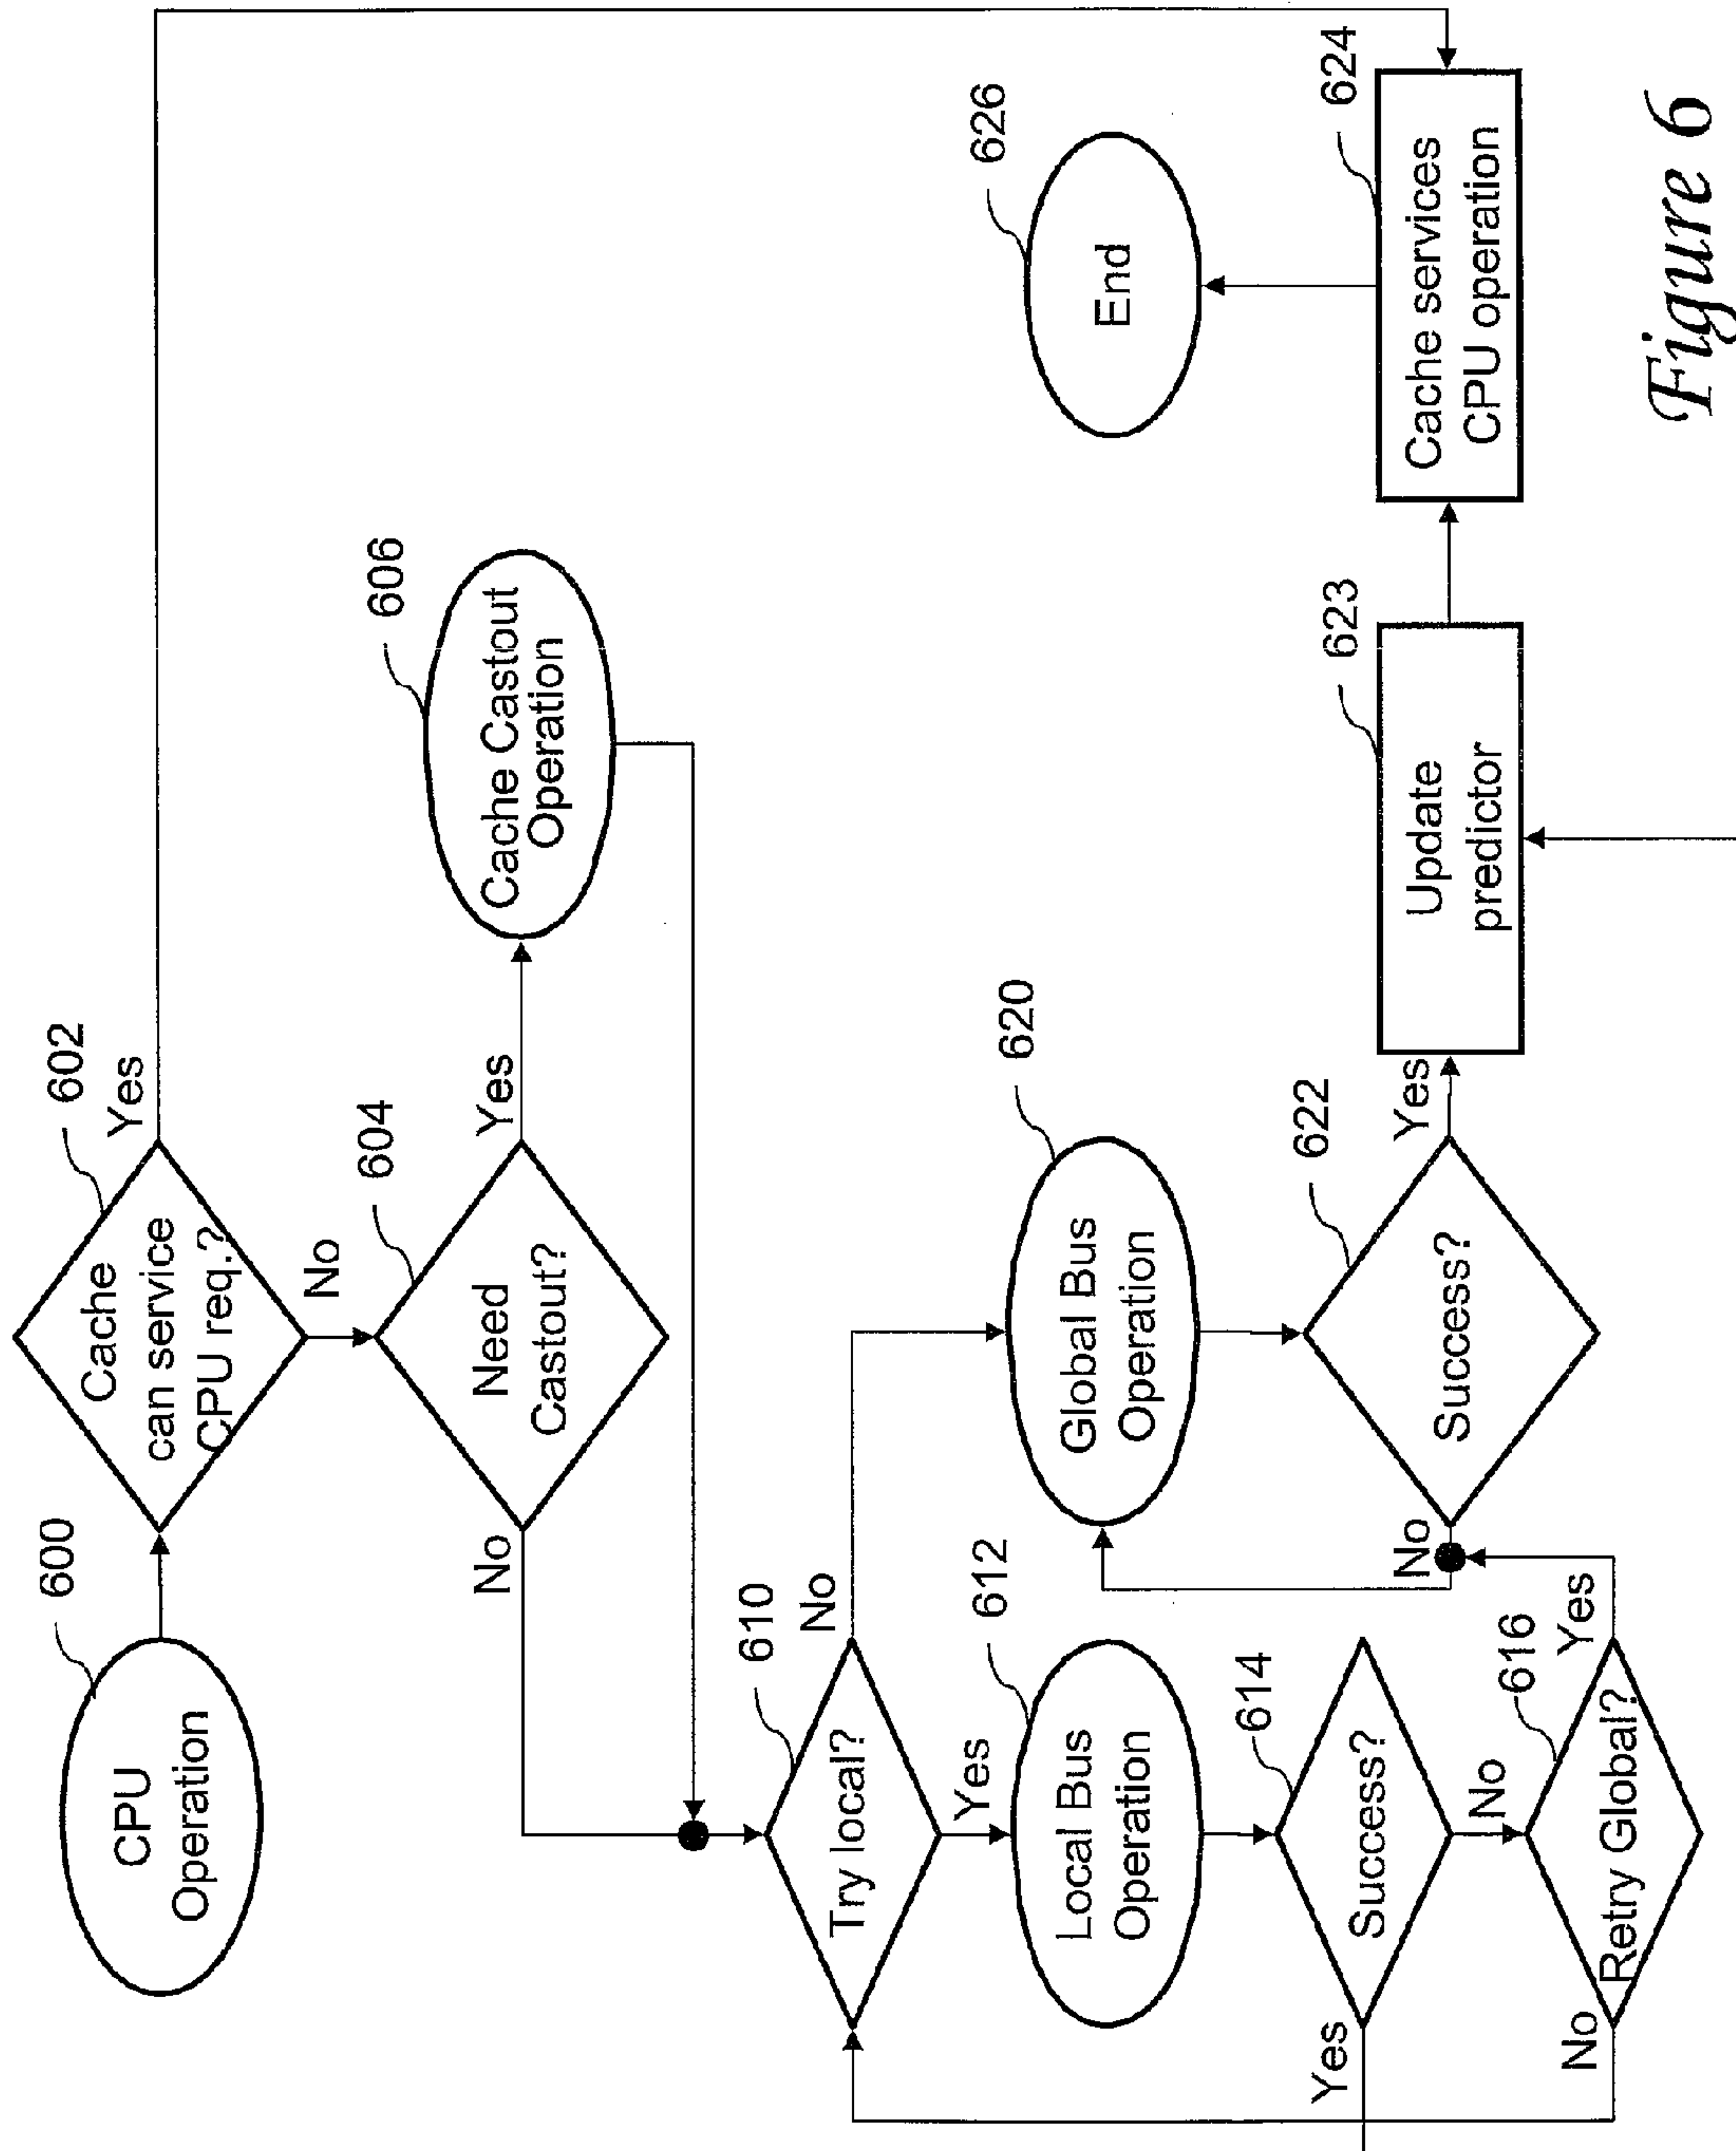 600
CPU
Operation
602
Cache
can service
CPU req.?
Yes
No
604
Need
Castout?
Yes
No
606
Cache Castout
Operation
610
Try local?
No
Yes
612
Local Bus
Operation
614
Success?
Yes
No
616
Retry Global?
Yes
No
620
Global Bus
Operation
622
Success?
No
Yes
623
Update
predictor
624
Cache services
CPU operation
626
End
Figure 6